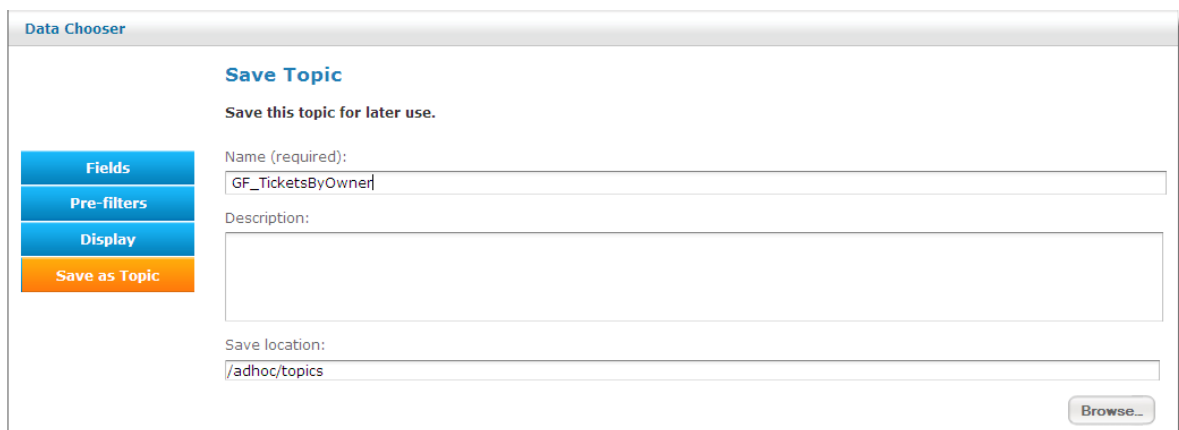 Data Chooser
Save Topic
Save this topic for later use.
Fields
Pre-filters
Display
Save as Topic
Name (required):
GF_TicketsByOwner
Description:
Save location:
/adhoc/topics
Browse...